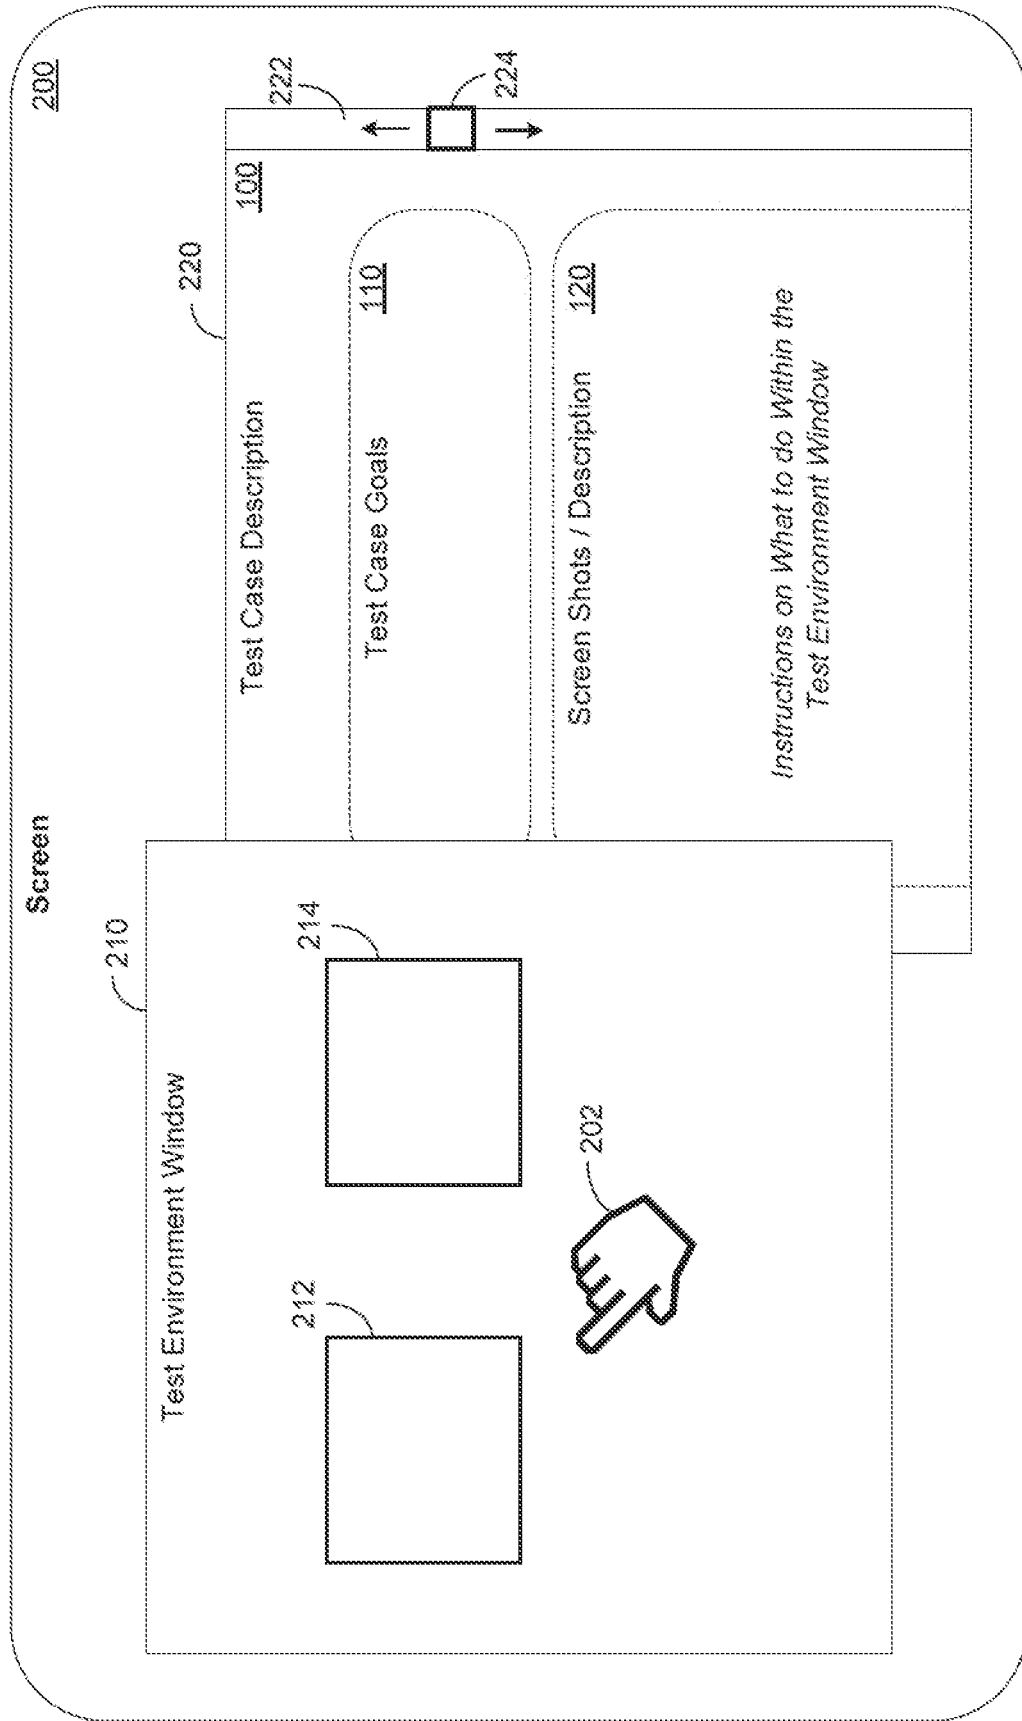 Screen
200
210
Test Environment Window
212
214
202
220
222
224
Test Case Description
100
Test Case Goals
110
Screen Shots / Description
120
Instructions on What to do Within the
Test Environment Window